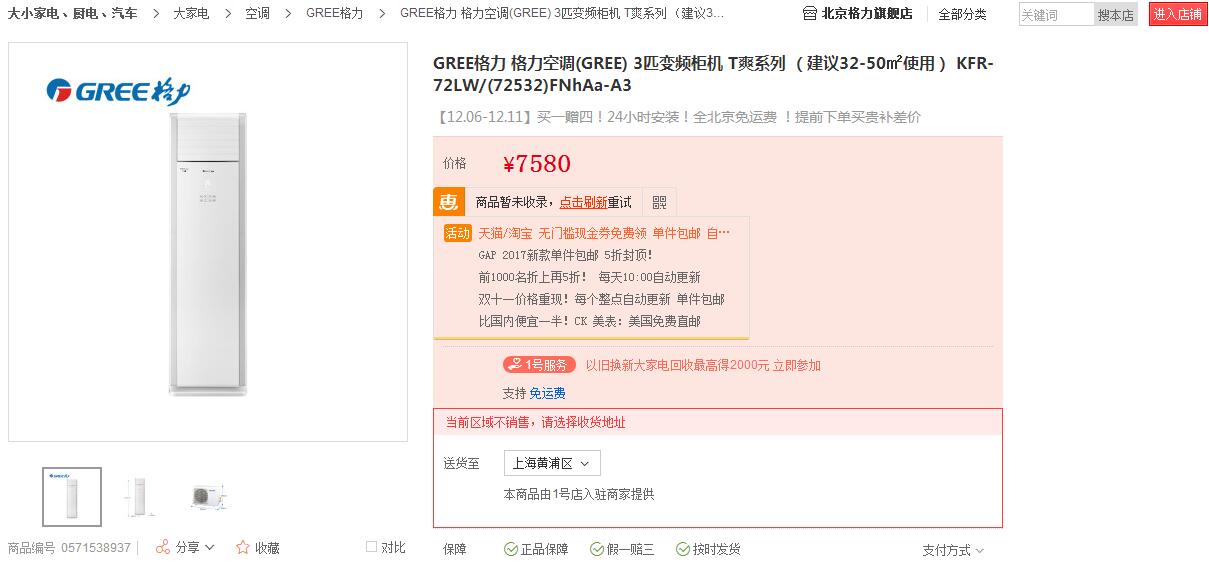 大小家电、厨电、汽车 > 大家电 > 空调 > GREE格力 > GREE格力 格力空调(GREE) 3匹变频柜机 T爽系列（建议3...
北京格力旗舰店 全部分类 关键词 搜本店 进入店铺
GREE格力
GREE格力 格力空调(GREE) 3匹变频柜机 T爽系列 （建议32-50㎡使用） KFR-
72LW/(72532)FNhAa-A3
【12.06-12.11】买一赠四！24小时安装！全北京免运费 ！提前下单买贵补差价
价格 ¥7580
惠 商品暂未收录，点击刷新重试
活动 天猫/淘宝 无门槛现金券免费领 单件包邮 自…
GAP 2017新款单件包邮 5折封顶！
前1000名折上再5折！ 每天10:00自动更新
双十一价格重现！每个整点自动更新 单件包邮
比国内便宜一半！CK 美表：美国免费直邮
1号服务 以旧换新大家电回收最高得2000元 立即参加
支持 免运费
当前区域不销售，请选择收货地址
送货至 上海黄浦区
本商品由1号店入驻商家提供
商品编号 0571538937 分享 收藏 对比
保障 正品保障 假一赔三 按时发货 支付方式